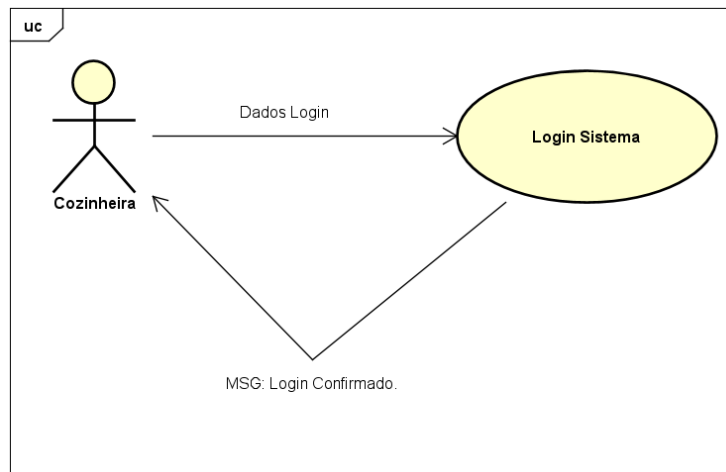 uc
Dados Login
Login Sistema
Cozinheira
MSG: Login Confirmado.